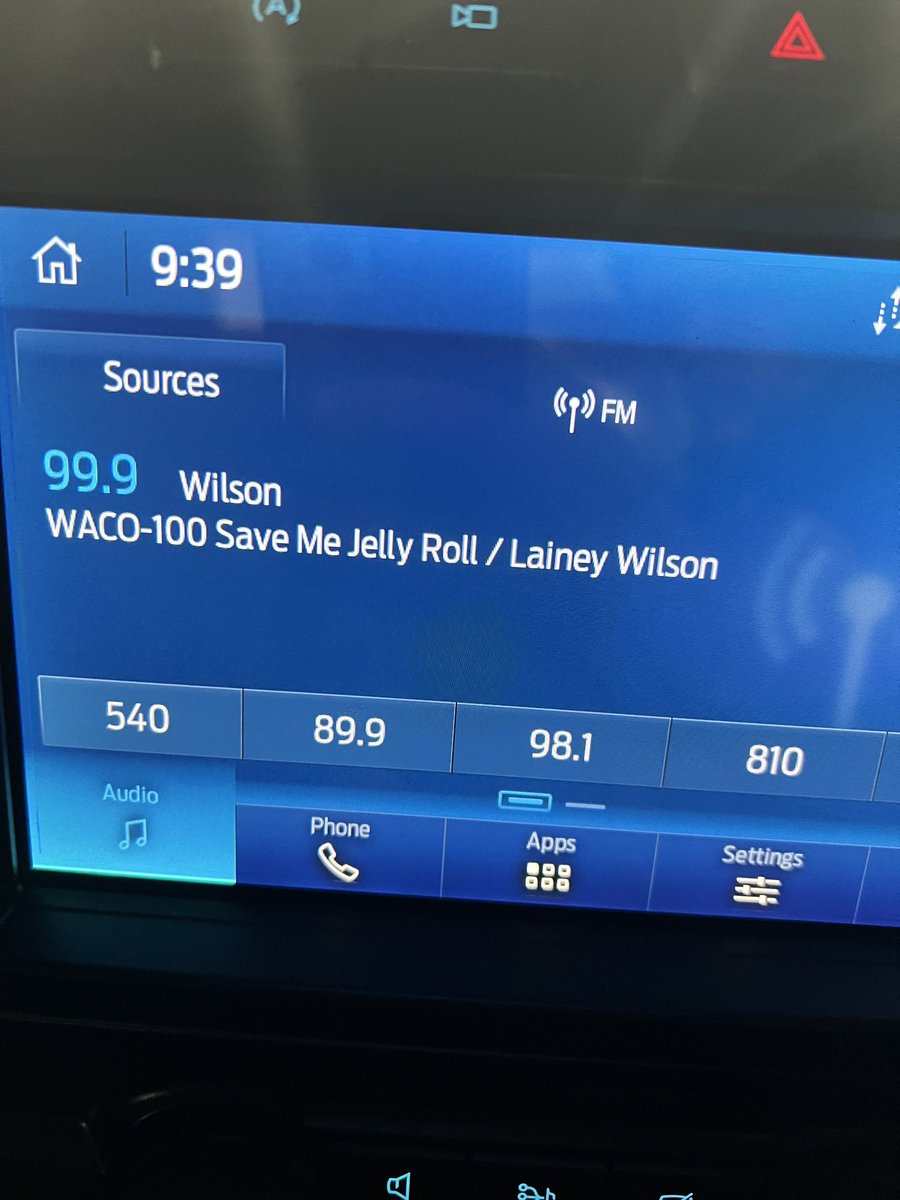 9:39
Sources
FM
99.9 Wilson
WACO-100 Save Me Jelly Roll / Lainey Wilson
540 89.9 98.1 810
Audio Phone Apps Settings